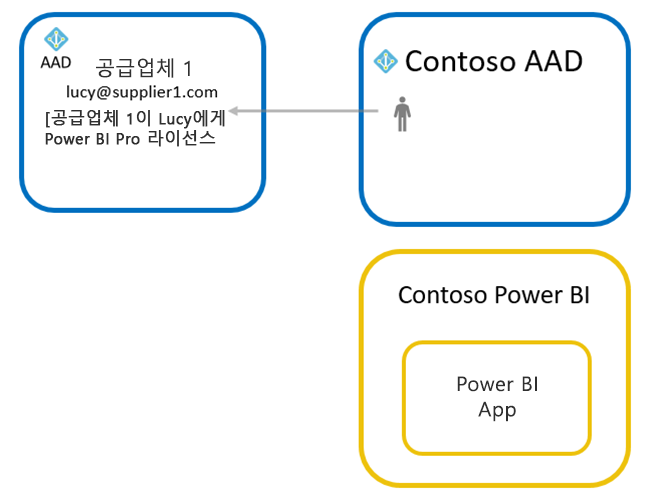 AAD
공급업체 1
lucy@supplier1.com
[공급업체 1이 Lucy에게
Power BI Pro 라이선스
Contoso AAD
Contoso Power BI
Power BI
App